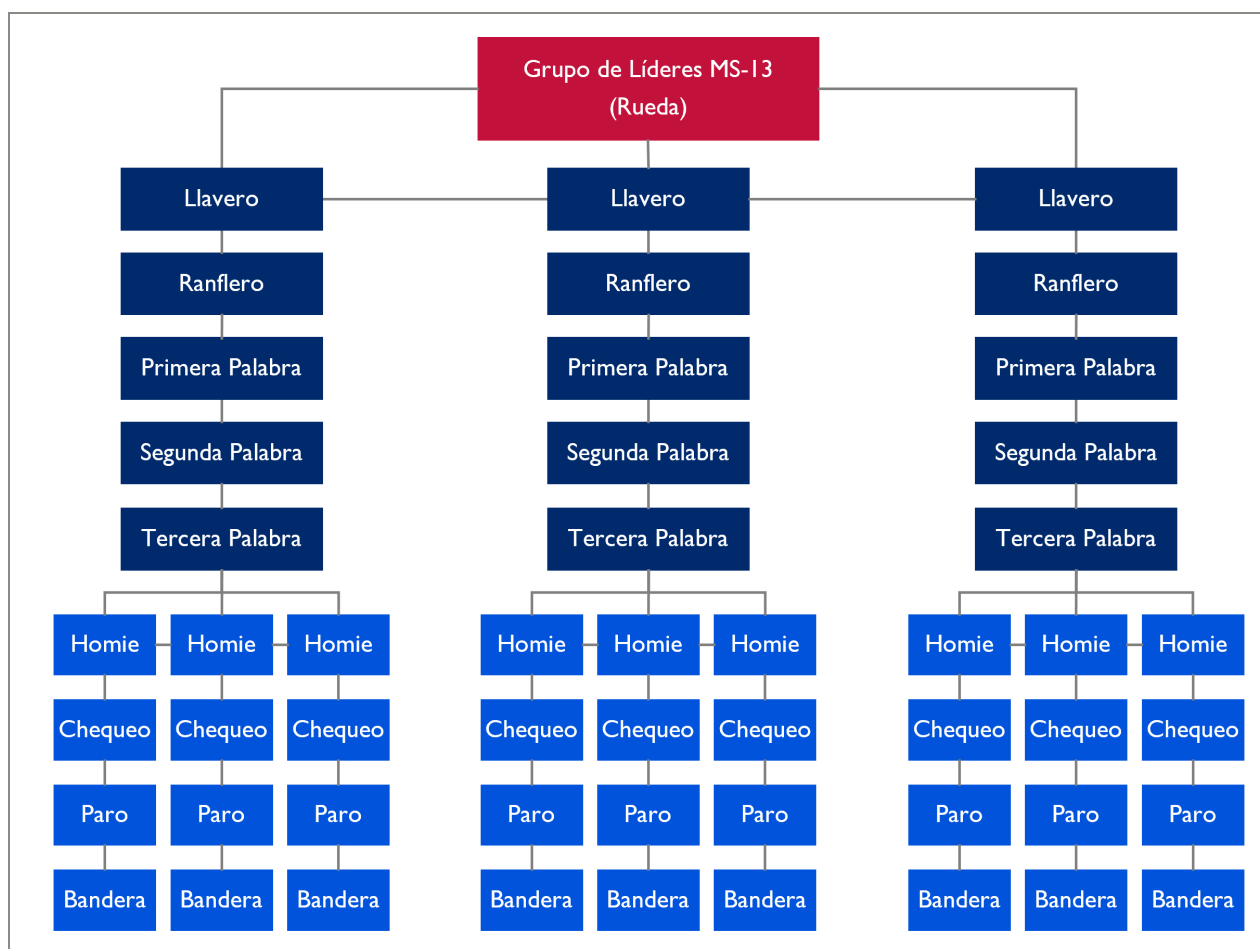 Grupo de Líderes MS-13
(Rueda)
Llavero Llavero Llavero
Ranflero Ranflero Ranflero
Primera Palabra Primera Palabra Primera Palabra
Segunda Palabra Segunda Palabra Segunda Palabra
Tercera Palabra Tercera Palabra Tercera Palabra
Homie Homie Homie Homie Homie Homie Homie Homie Homie
Chequeo Chequeo Chequeo Chequeo Chequeo Chequeo Chequeo Chequeo Chequeo
Paro Paro Paro Paro Paro Paro Paro Paro Paro
Bandera Bandera Bandera Bandera Bandera Bandera Bandera Bandera Bandera